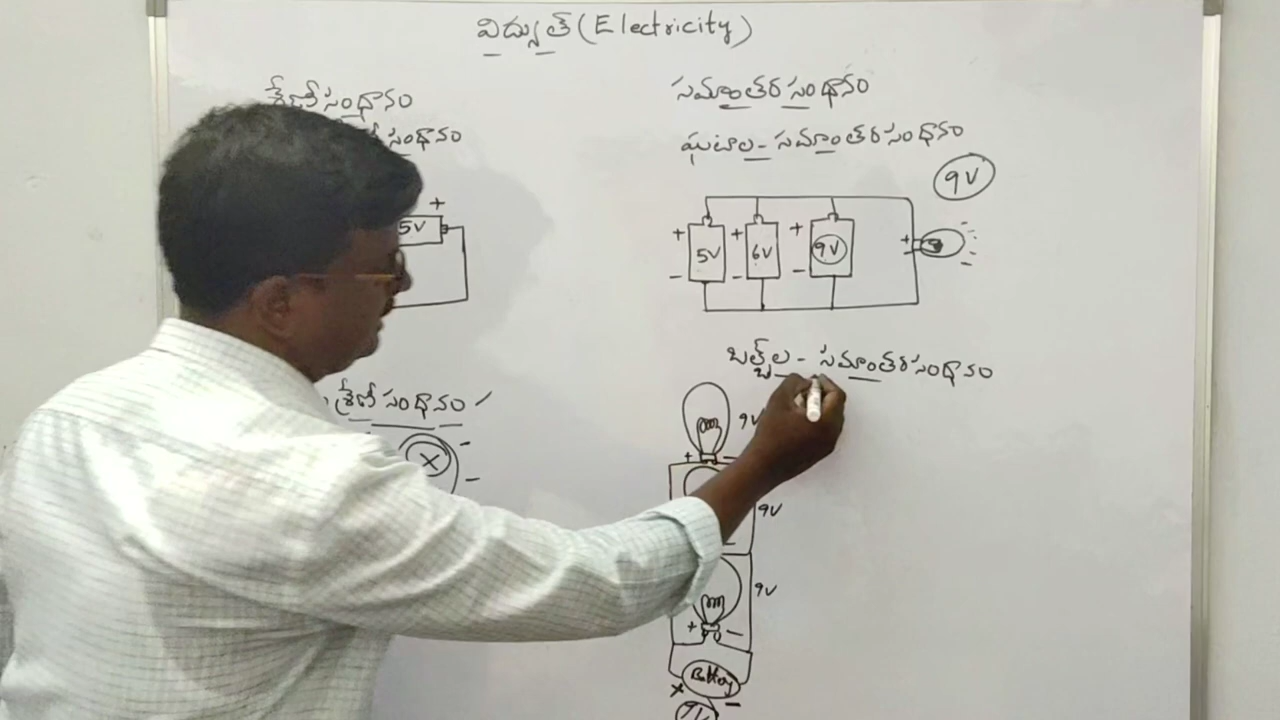 విద్యుత్ (Electricity)
శ్రేణి సంధానం
సంధానం
+
5V
శ్రేణి సంధానం ✓
X
- 
-
సమాంతర సంధానం
ఘటాల - సమాంతర సంధానం
9V
+ + + +
5V 6V 9V
- - - -
బల్బ్‌ల - సమాంతర సంధానం
9V
+ -
9V
-
9V
+ -
Battery
+ -